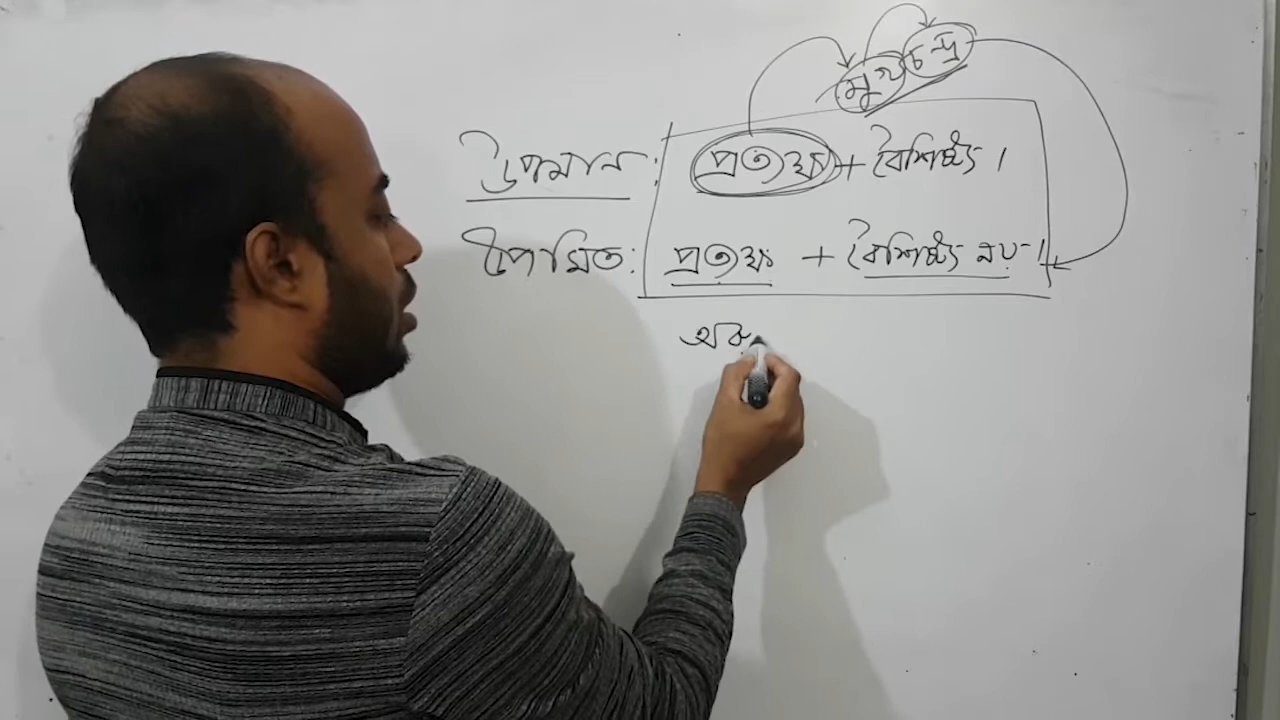 মুখচন্দ্র
উপমান: প্রত্যক্ষ + বৈশিষ্ট্য।
উপমিত: প্রত্যক্ষ + বৈশিষ্ট্য নয়।